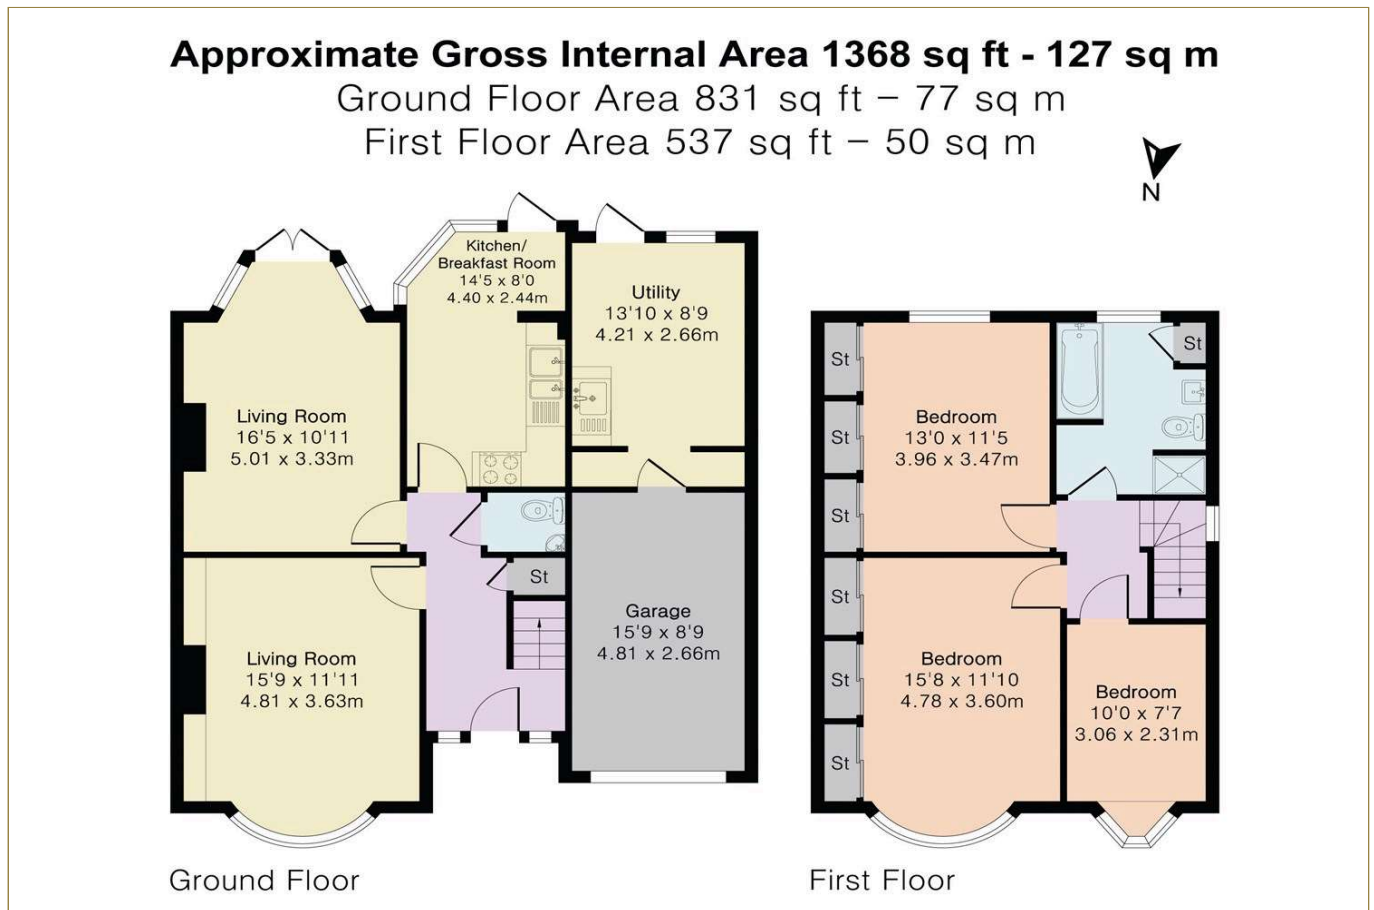 Approximate Gross Internal Area 1368 sq ft - 127 sq m
Ground Floor Area 831 sq ft – 77 sq m
First Floor Area 537 sq ft – 50 sq m
N
Kitchen/
Breakfast Room
14'5 x 8'0
4.40 x 2.44m
Utility
13'10 x 8'9
4.21 x 2.66m
Living Room
16'5 x 10'11
5.01 x 3.33m
St
Garage
15'9 x 8'9
4.81 x 2.66m
Living Room
15'9 x 11'11
4.81 x 3.63m
Ground Floor
St
St
St
St
Bedroom
13'0 x 11'5
3.96 x 3.47m
St
St
St
Bedroom
15'8 x 11'10
4.78 x 3.60m
Bedroom
10'0 x 7'7
3.06 x 2.31m
First Floor